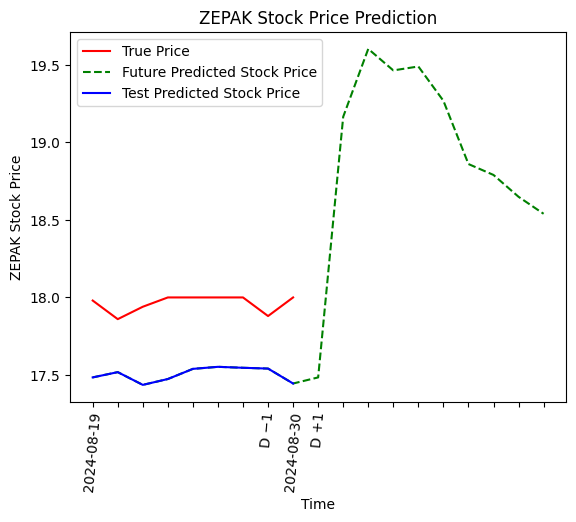 ZEPAK Stock Price Prediction
True Price
Future Predicted Stock Price
Test Predicted Stock Price
ZEPAK Stock Price
19.5
19.0
18.5
18.0
17.5
2024-08-19
D −1
2024-08-30
D +1
Time